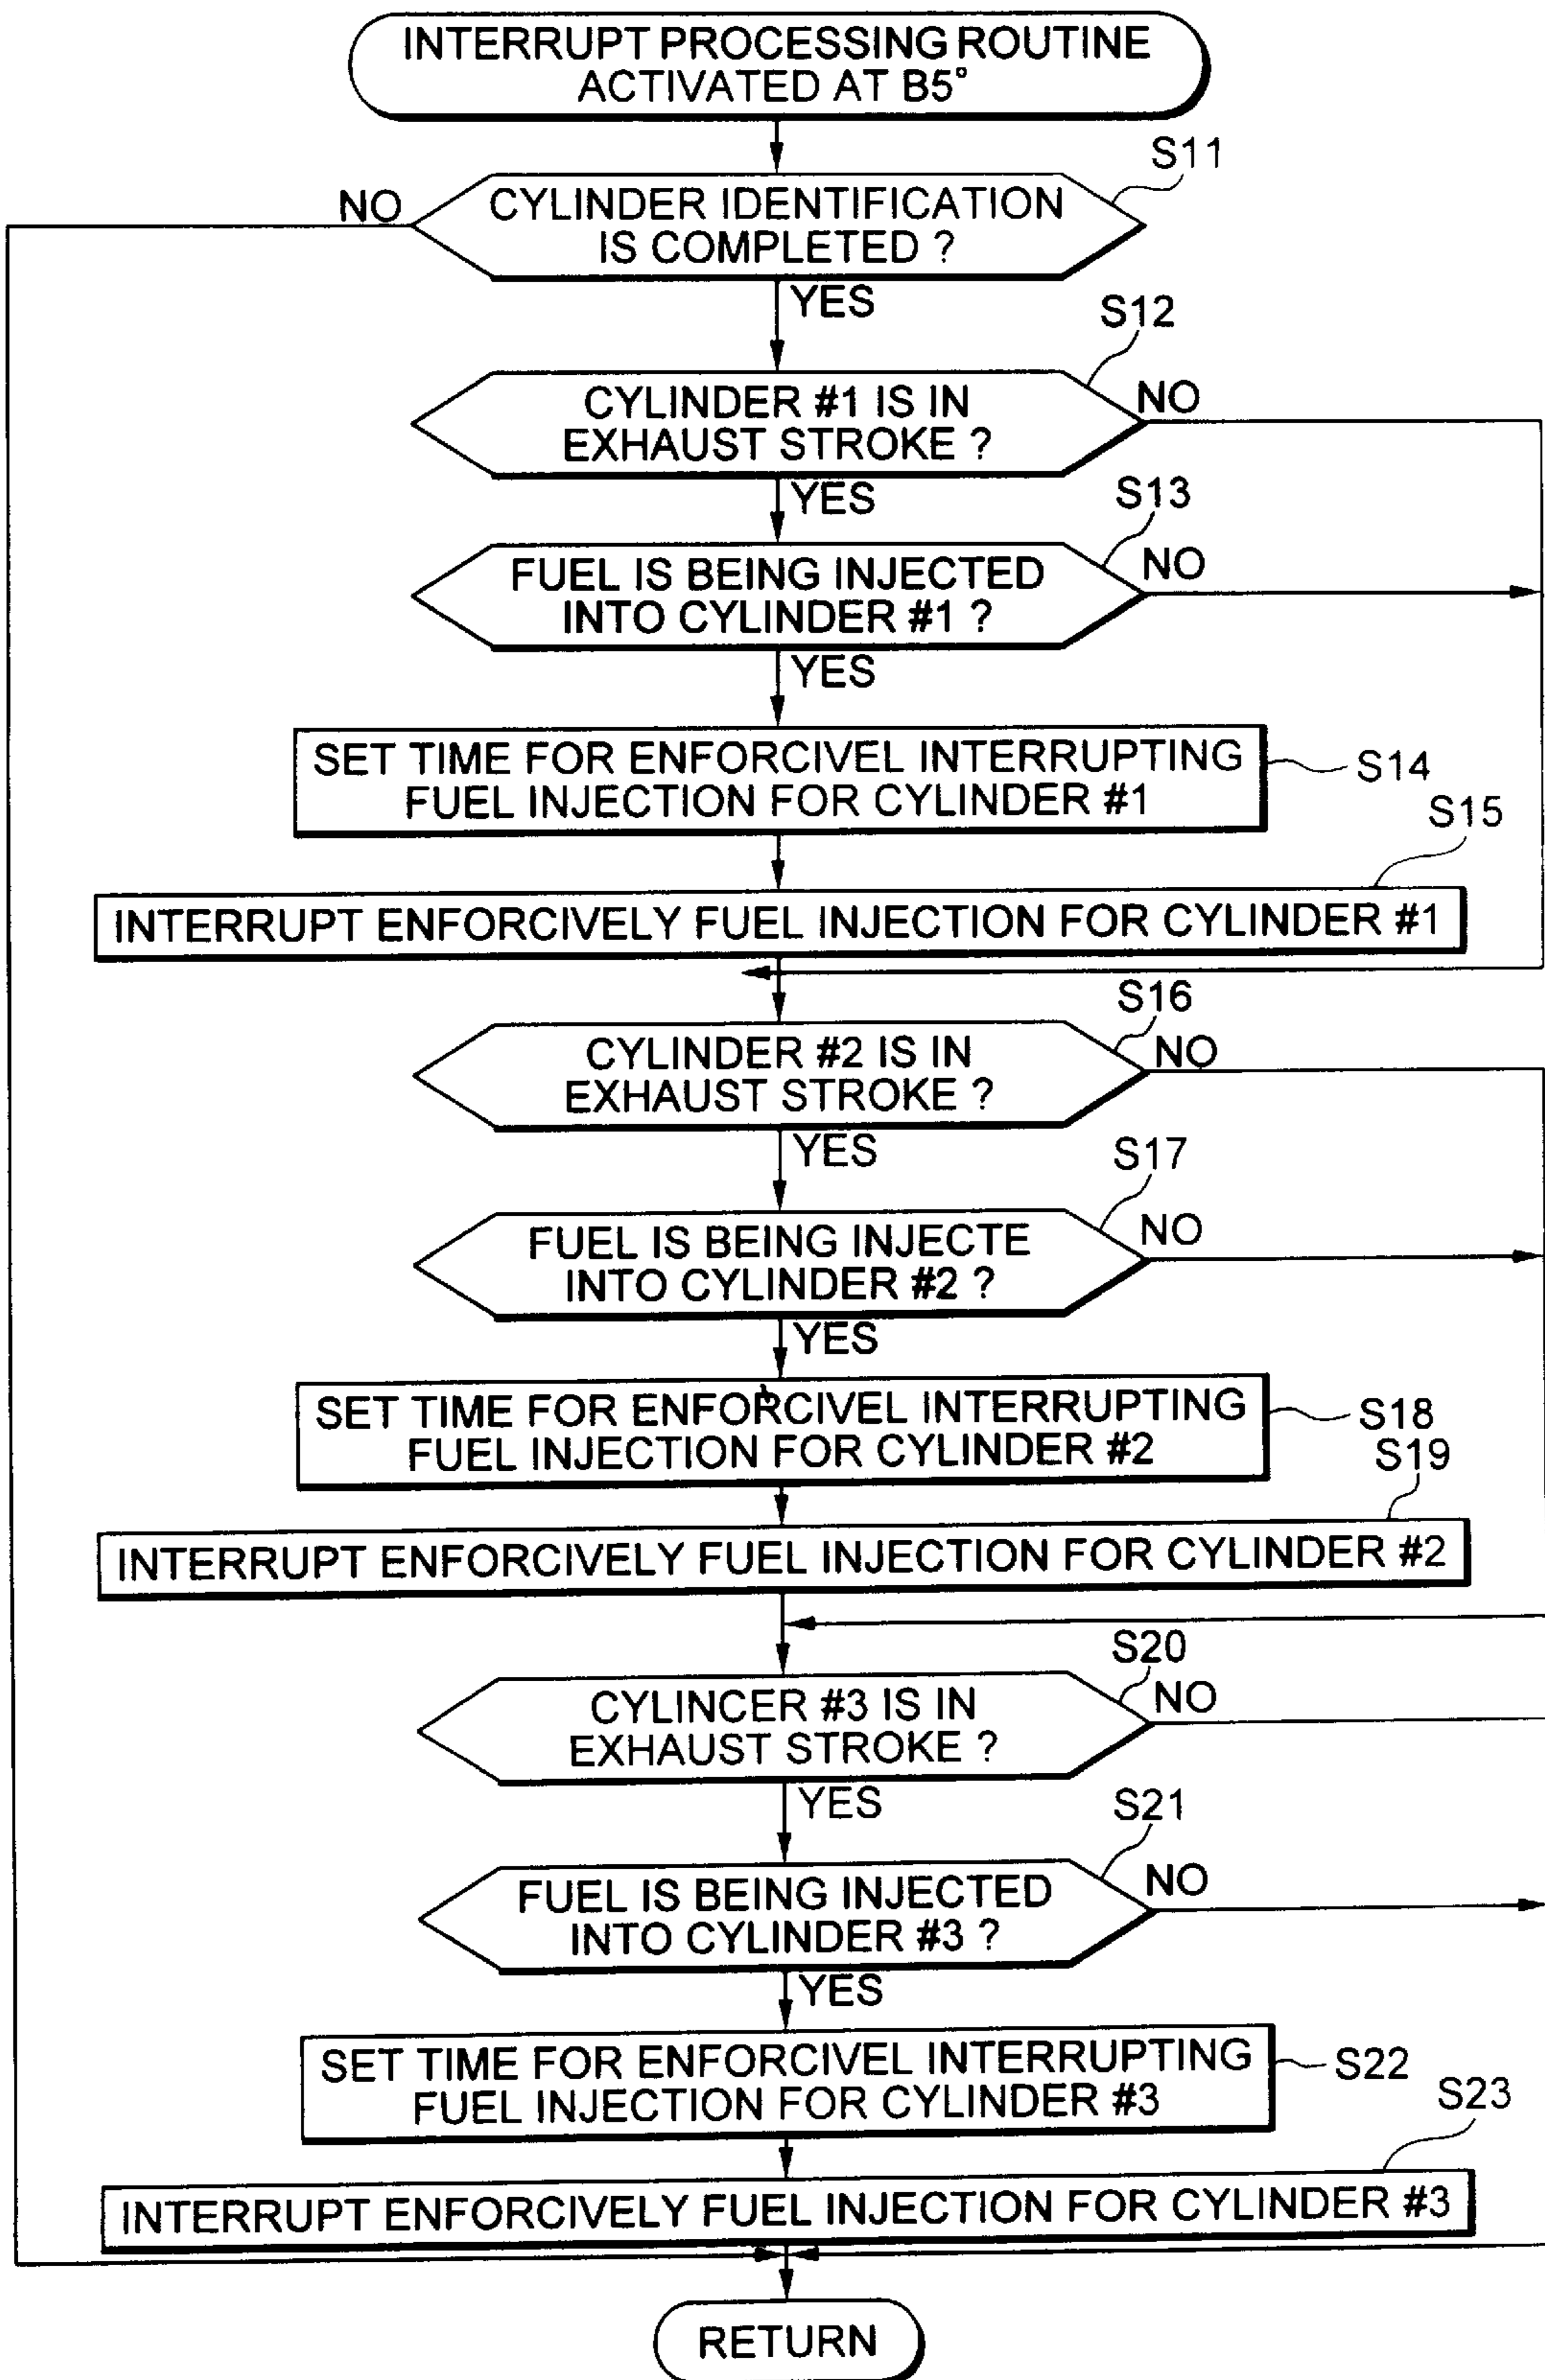 INTERRUPT PROCESSING ROUTINE
ACTIVATED AT B5°
S11
NO
CYLINDER IDENTIFICATION
IS COMPLETED ?
YES
S12
CYLINDER #1 IS IN
EXHAUST STROKE ?
NO
YES
S13
FUEL IS BEING INJECTED
INTO CYLINDER #1 ?
NO
YES
SET TIME FOR ENFORCIVEL INTERRUPTING
FUEL INJECTION FOR CYLINDER #1
S14
S15
INTERRUPT ENFORCIVELY FUEL INJECTION FOR CYLINDER #1
S16
CYLINDER #2 IS IN
EXHAUST STROKE ?
NO
YES
S17
FUEL IS BEING INJECTE
INTO CYLINDER #2 ?
NO
YES
SET TIME FOR ENFORCIVEL INTERRUPTING
FUEL INJECTION FOR CYLINDER #2
S18
S19
INTERRUPT ENFORCIVELY FUEL INJECTION FOR CYLINDER #2
S20
CYLINCER #3 IS IN
EXHAUST STROKE ?
NO
YES
S21
FUEL IS BEING INJECTED
INTO CYLINDER #3 ?
NO
YES
SET TIME FOR ENFORCIVEL INTERRUPTING
FUEL INJECTION FOR CYLINDER #3
S22
S23
INTERRUPT ENFORCIVELY FUEL INJECTION FOR CYLINDER #3
RETURN